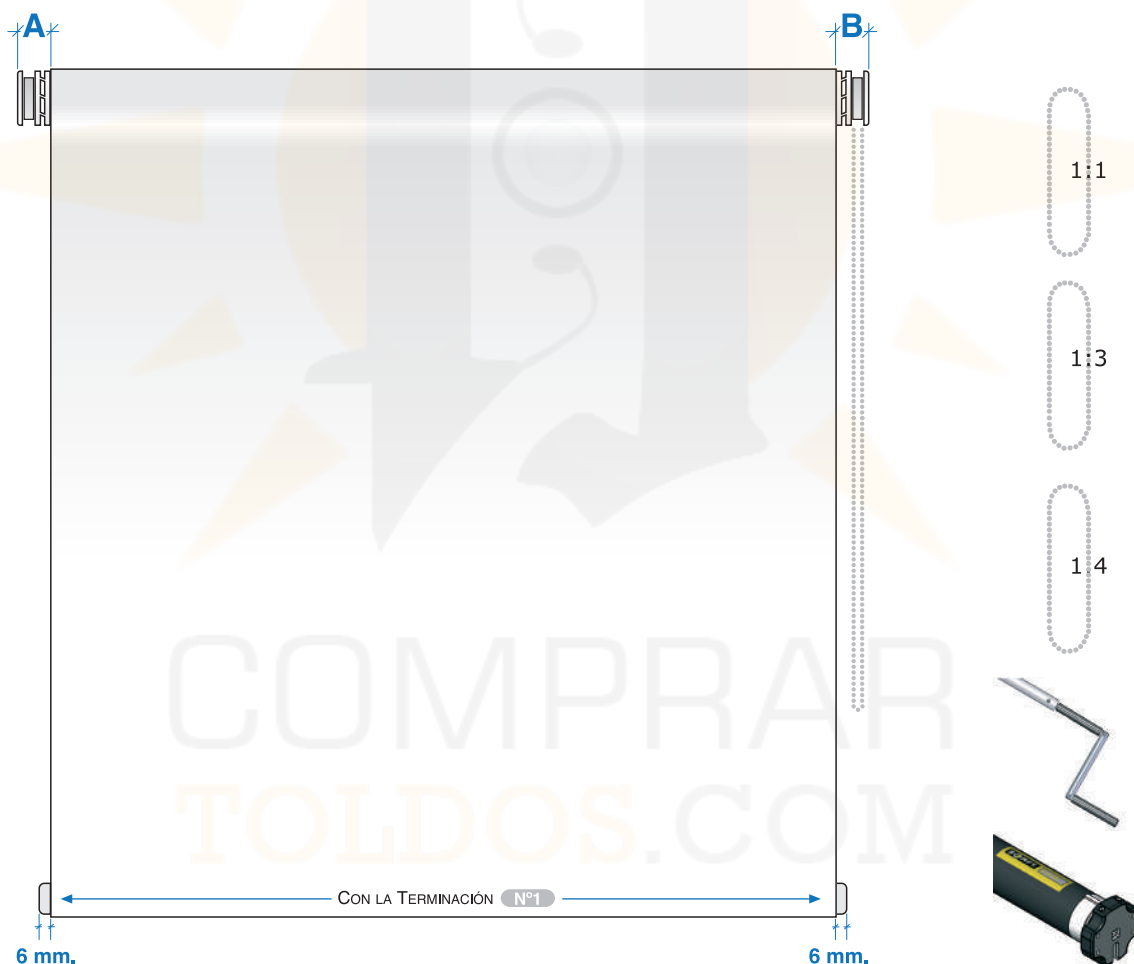 A B
1:1
1:3
1:4
COMPRAR
TOLDOS.COM
CON LA TERMINACIÓN Nº1
6 mm. 6 mm.